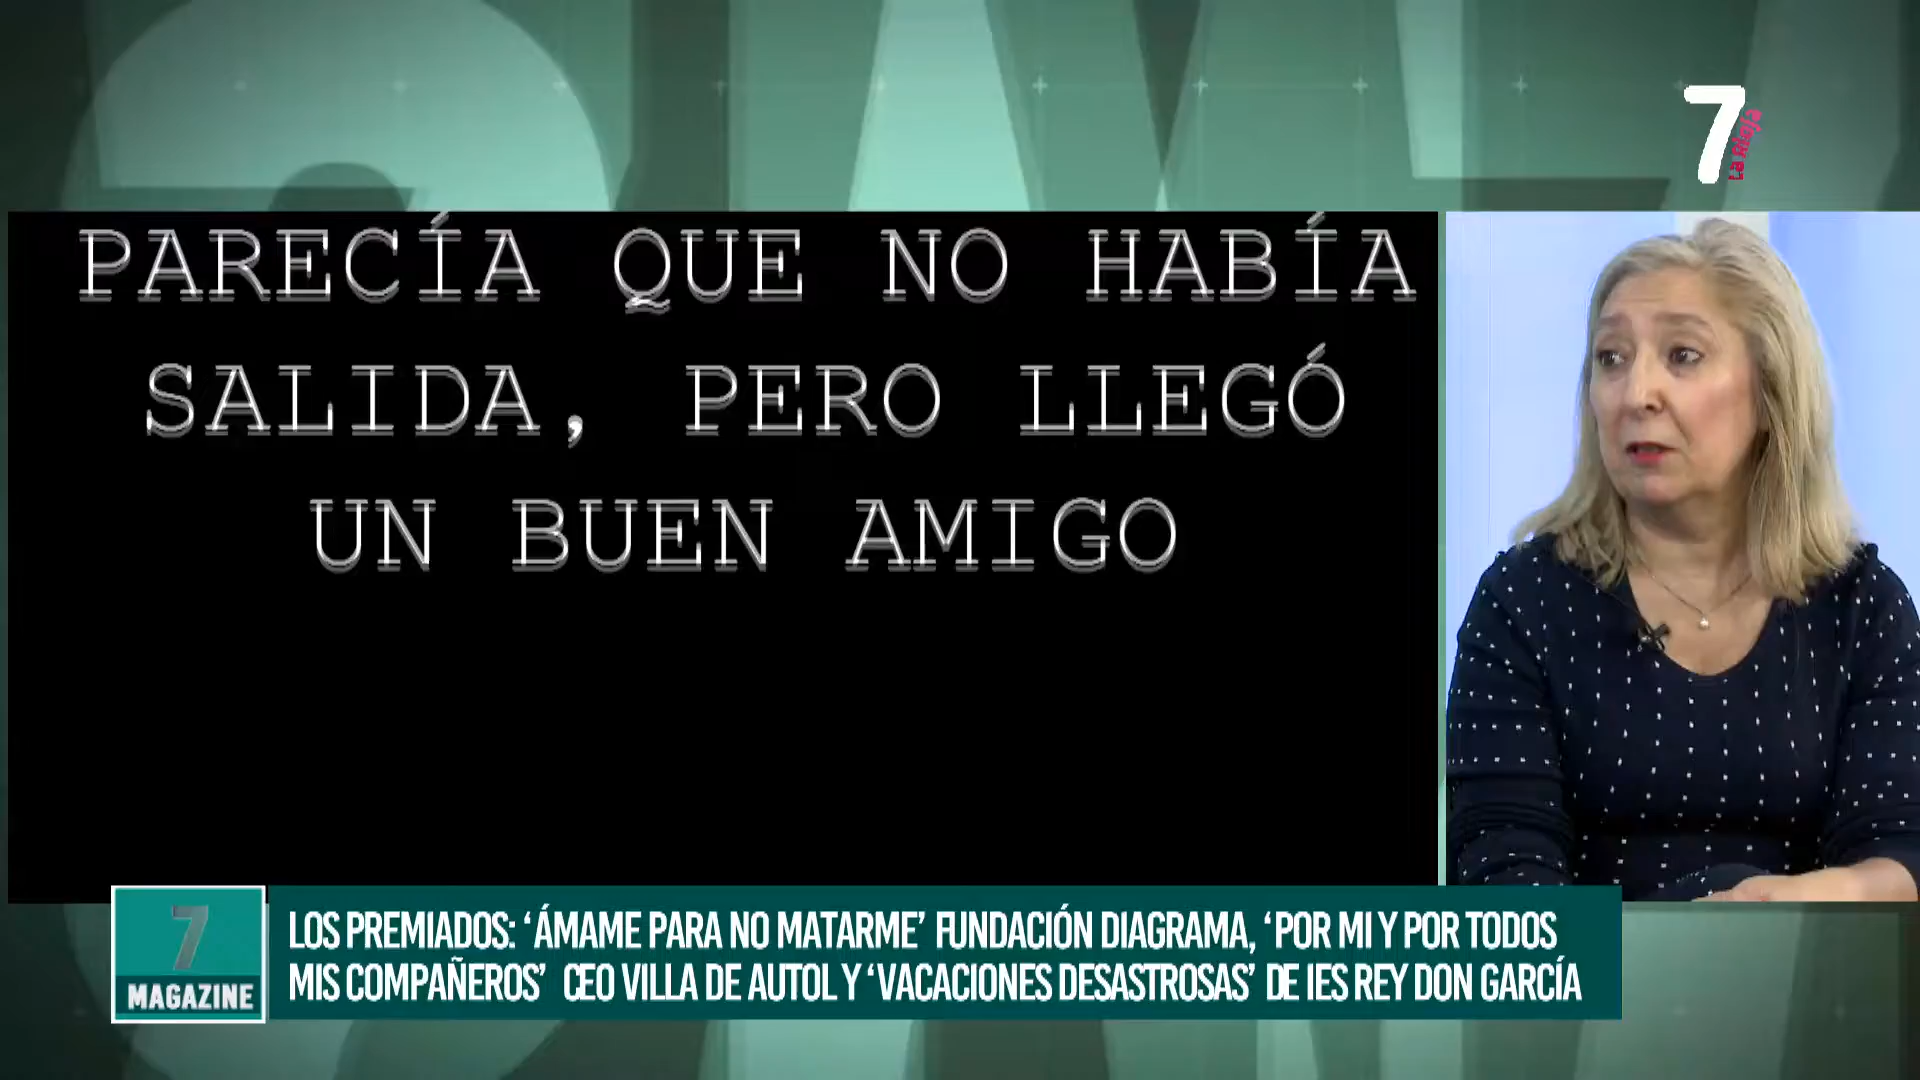 7
La Rioja
PARECÍA QUE NO HABÍA
SALIDA, PERO LLEGÓ
UN BUEN AMIGO
7
MAGAZINE
LOS PREMIADOS: ‘ÁMAME PARA NO MATARME’ FUNDACIÓN DIAGRAMA, ‘POR MI Y POR TODOS
MIS COMPAÑEROS’ CEO VILLA DE AUTOL Y ‘VACACIONES DESASTROSAS’ DE IES REY DON GARCÍA